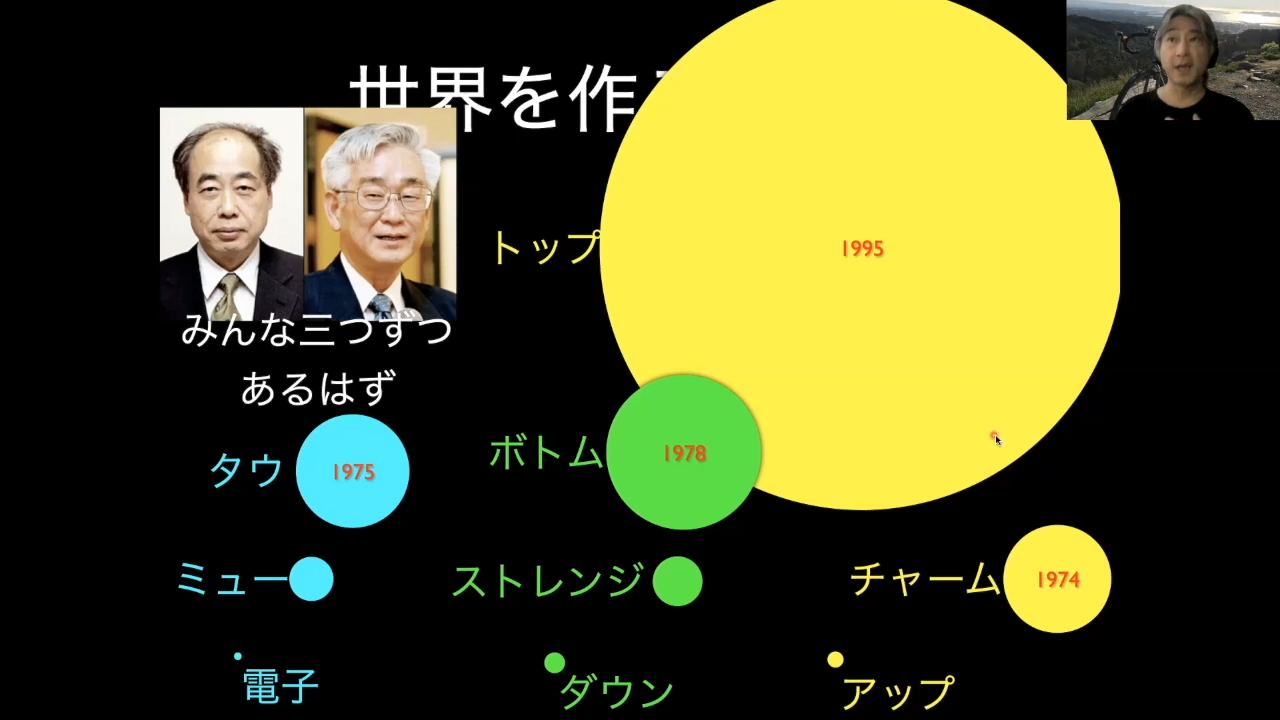 世界を作
トップ
1995
みんな三つずつ
あるはず
タウ
1975
ボトム
1978
ミュー
ストレンジ
チャーム
1974
電子
ダウン
アップ